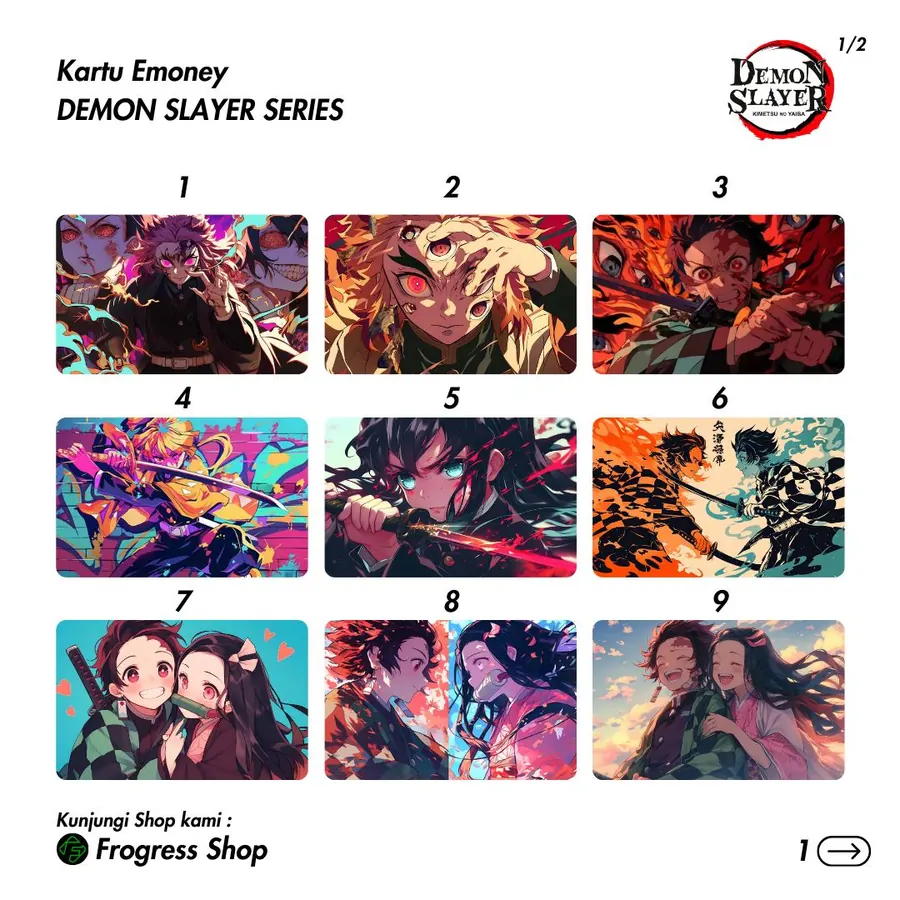 1/2
Kartu Emoney
DEMON SLAYER SERIES
DEMON
SLAYER
KIMETSU NO YAIBA
1
2
3
4
5
6
7
8
9
Kunjungi Shop kami :
Frogress Shop
1